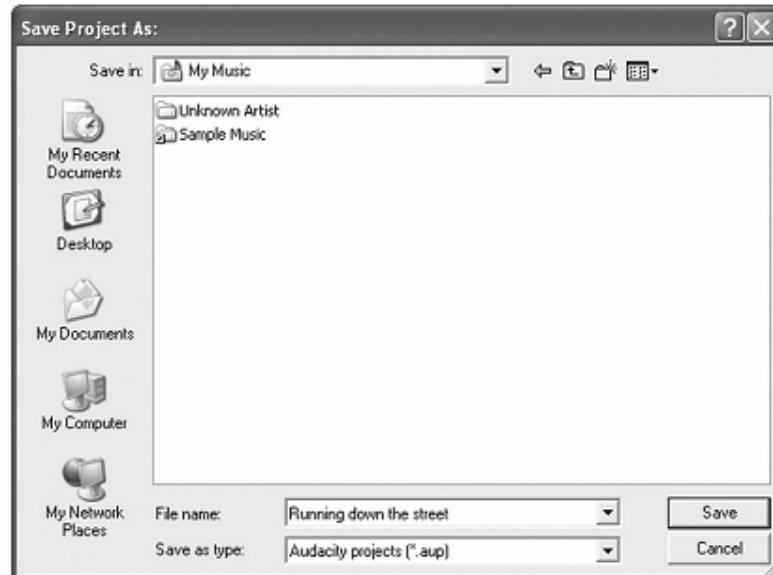 Save Project As:
Save in: My Music
Unknown Artist
Sample Music
My Recent
Documents
Desktop
My Documents
My Computer
My Network
Places
File name: Running down the street Save
Save as type: Audacity projects (*.aup) Cancel